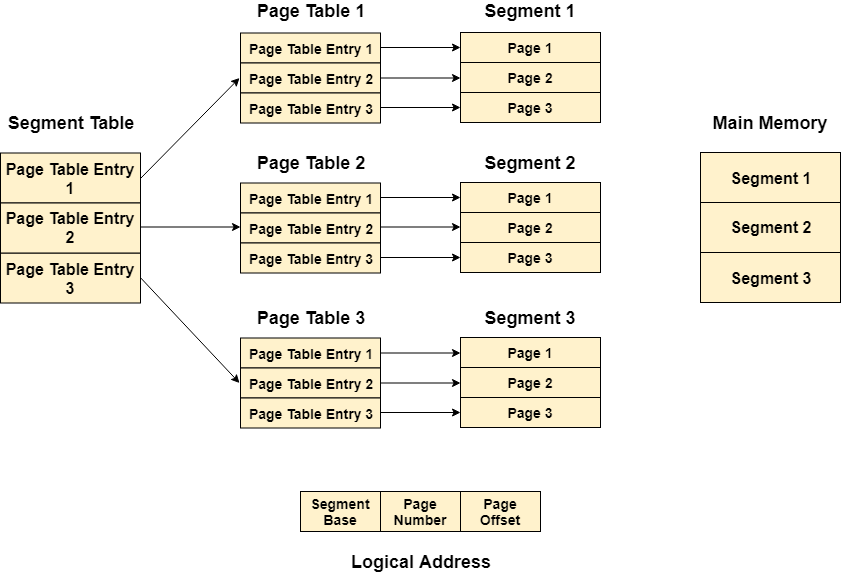 Page Table 1
Segment 1
Page Table Entry 1
Page 1
Page Table Entry 2
Page 2
Page Table Entry 3
Page 3
Segment Table
Page Table Entry
1
Page Table Entry
2
Page Table Entry
3
Page Table 2
Segment 2
Page Table Entry 1
Page 1
Page Table Entry 2
Page 2
Page Table Entry 3
Page 3
Page Table 3
Segment 3
Page Table Entry 1
Page 1
Page Table Entry 2
Page 2
Page Table Entry 3
Page 3
Main Memory
Segment 1
Segment 2
Segment 3
Segment
Base
Page
Number
Page
Offset
Logical Address